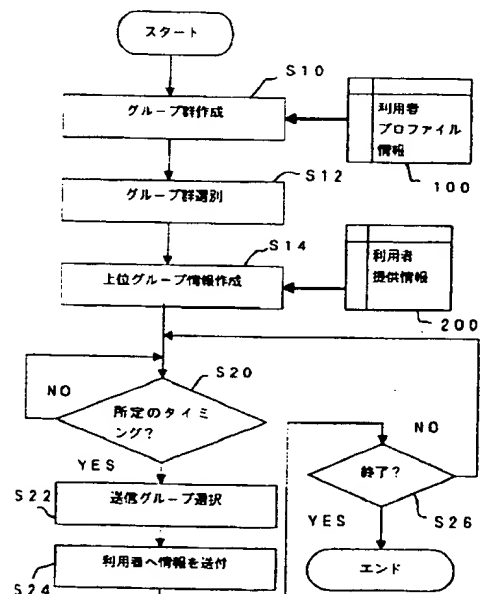 スタート
S10
グループ群作成
利用者
プロファイル
情報
100
S12
グループ群選別
S14
上位グループ情報作成
利用者
提供情報
200
S20
NO
所定のタイミ
ング?
YES
NO
終了?
S22
送信グループ選択
YES
S26
利用者へ情報を送付
エンド
S24